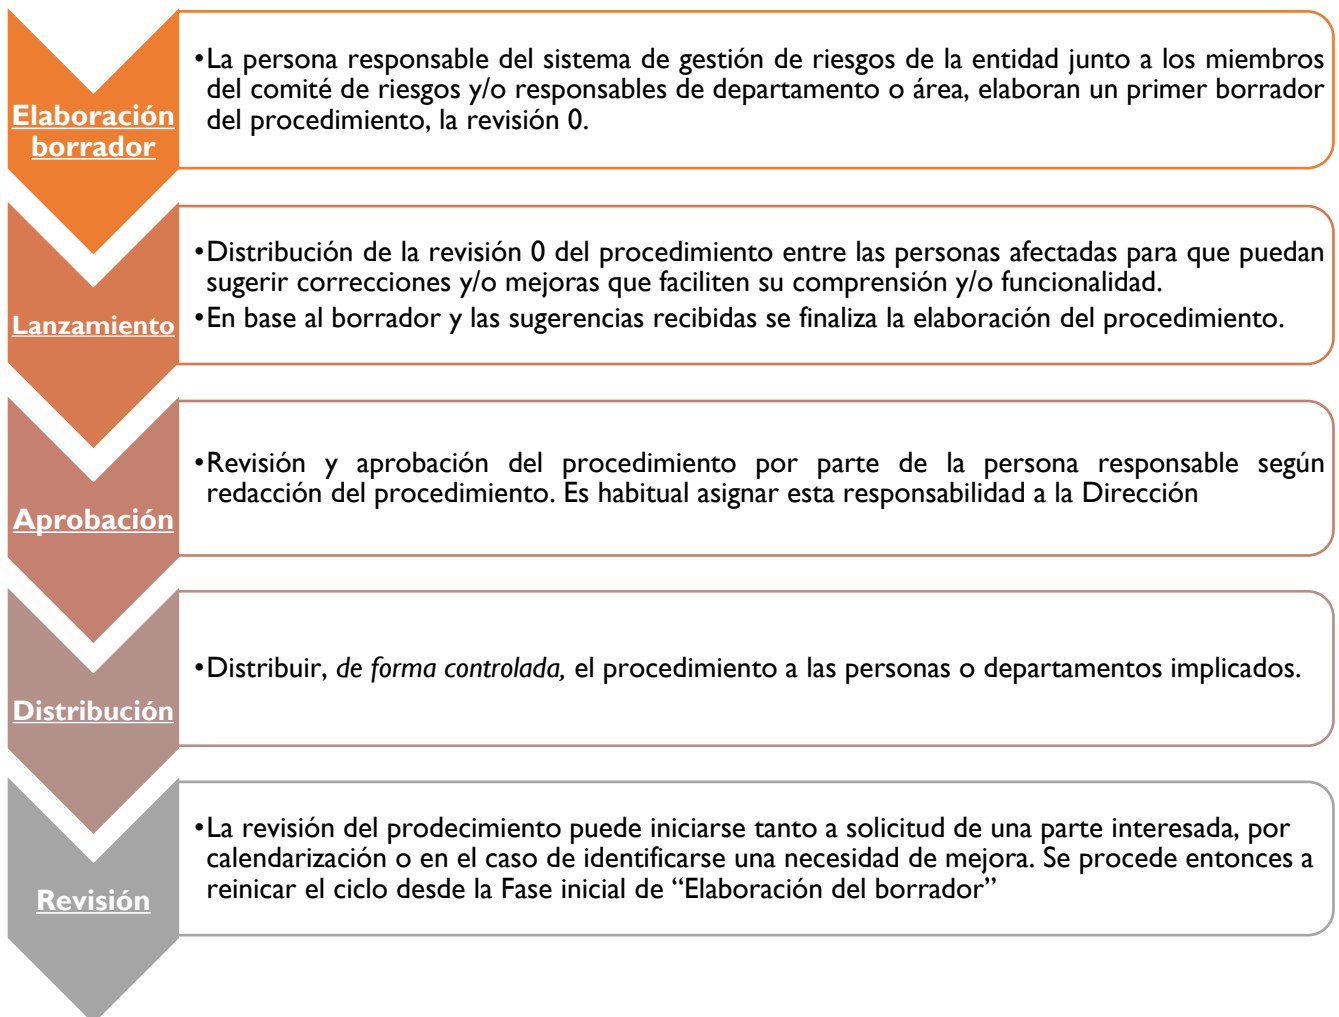 Elaboración
borrador
•La persona responsable del sistema de gestión de riesgos de la entidad junto a los miembros
del comité de riesgos y/o responsables de departamento o área, elaboran un primer borrador
del procedimiento, la revisión 0.
Lanzamiento
•Distribución de la revisión 0 del procedimiento entre las personas afectadas para que puedan
sugerir correcciones y/o mejoras que faciliten su comprensión y/o funcionalidad.
•En base al borrador y las sugerencias recibidas se finaliza la elaboración del procedimiento.
Aprobación
•Revisión y aprobación del procedimiento por parte de la persona responsable según
redacción del procedimiento. Es habitual asignar esta responsabilidad a la Dirección
Distribución
•Distribuir, de forma controlada, el procedimiento a las personas o departamentos implicados.
Revisión
•La revisión del prodecimiento puede iniciarse tanto a solicitud de una parte interesada, por
calendarización o en el caso de identificarse una necesidad de mejora. Se procede entonces a
reinicar el ciclo desde la Fase inicial de “Elaboración del borrador”